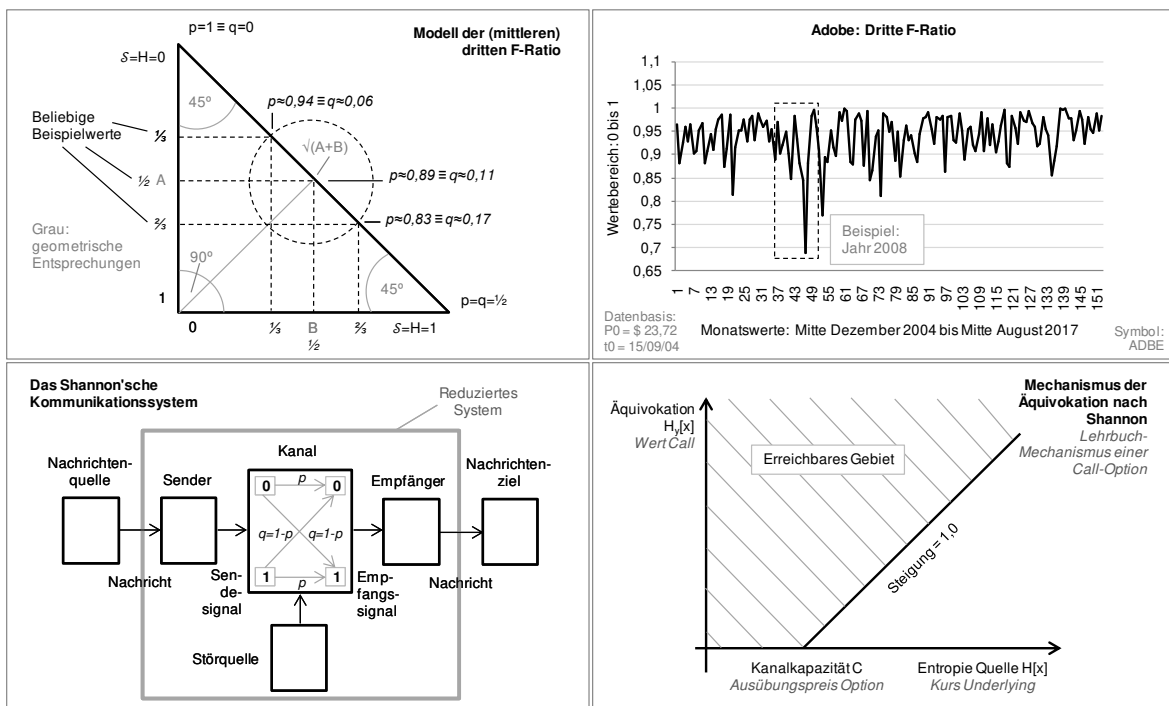 p=1 ≡ q=0
Modell der (mittleren)
dritten F-Ratio
δ=H=0
45º
p≈0,94 ≡ q≈0,06
Beliebige
Beispielwerte
⅓
√(A+B)
½ A
p≈0,89 ≡ q≈0,11
⅔
p≈0,83 ≡ q≈0,17
Grau:
geometrische
Entsprechungen
90º
45º
1
p=q=½
0
⅓
B
⅔
δ=H=1
½
Adobe: Dritte F-Ratio
Wertebereich: 0 bis 1
1,1
1,05
1
0,95
0,9
0,85
0,8
0,75
0,7
0,65
Beispiel:
Jahr 2008
1
7
13
19
25
31
37
43
49
55
61
67
73
79
85
91
97
103
109
115
121
127
133
139
145
151
Datenbasis:
P0 = $ 23,72
t0 = 15/09/04
Monatswerte: Mitte Dezember 2004 bis Mitte August 2017
Symbol:
ADBE
Das Shannon'sche
Kommunikationssystem
Reduziertes
System
Nachrichten-
quelle
Sender
Kanal
Empfänger
Nachrichten-
ziel
0
p
0
q=1-p
q=1-p
1
p
1
Nachricht
Sen-
de-
signal
Emp-
fangs-
signal
Nachricht
Störquelle
Mechanismus der
Äquivokation nach
Shannon
Lehrbuch-
Mechanismus einer
Call-Option
Äquivokation
Hy[x]
Wert Call
Erreichbares Gebiet
Steigung = 1,0
Kanalkapazität C
Ausübungspreis Option
Entropie Quelle H[x]
Kurs Underlying